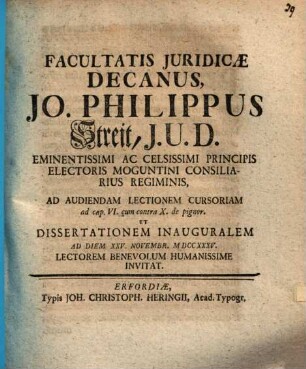 39
FACULTATIS JURIDICÆ
DECANUS,
JO. PHILIPPUS
Streit, J.U.D.
EMINENTISSIMI AC CELSISSIMI PRINCIPIS
ELECTORIS MOGUNTINI CONSILIA-
RIUS REGIMINIS,
AD AUDIENDAM LECTIONEM CURSORIAM
ad cap. VI. cum contra X. de pignor.
ET
DISSERTATIONEM INAUGURALEM
AD DIEM XXV. NOVEMBR. MDCCXXXV.
LECTOREM BENEVOLUM HUMANISSIME
INVITAT.
ERFORDIÆ,
Typis JOH. CHRISTOPH. HERINGII, Acad. Typogr.